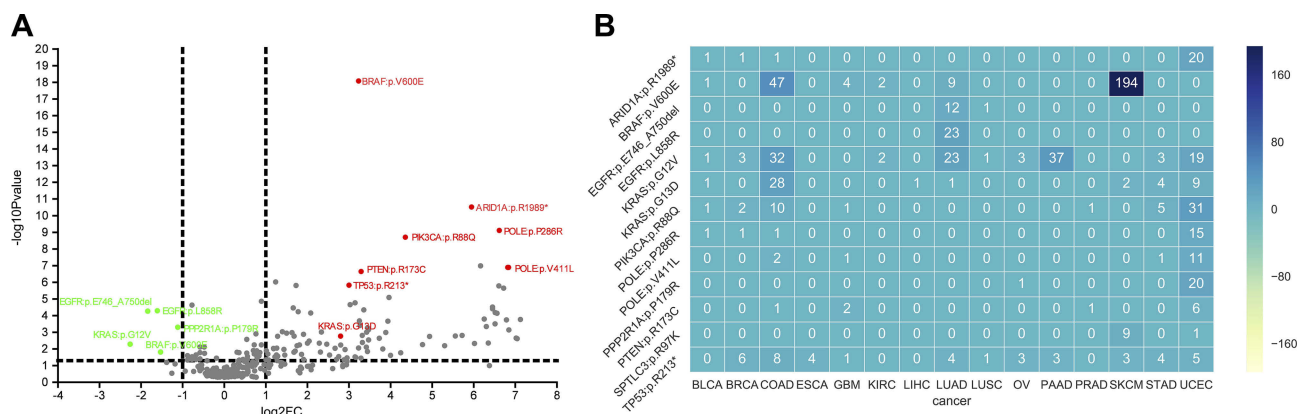 A
20
19
18
17
16
15
14
13
12
11
10
9
8
7
6
5
4
3
2
1
0
-log10Pvalue
BRAF:p.V600E
ARID1A:p.R1989*
POLE:p.P286R
PIK3CA:p.R88Q
POLE:p.V411L
PTEN:p.R173C
TP53:p.R213*
EGFR:p.E746_A750del
EGFR:p.L858R
PPP2R1A:p.P179R
KRAS:p.G13D
KRAS:p.G12V
BRAF:p.V600E
-4 -3 -2 -1 0 1 2 3 4 5 6 7 8
log2FC
B
ARID1A:p.R1989*
BRAF:p.V600E
EGFR:p.E746_A750del
EGFR:p.L858R
KRAS:p.G12V
KRAS:p.G13D
PIK3CA:p.R88Q
POLE:p.P286R
POLE:p.V411L
PPP2R1A:p.P179R
PTEN:p.R173C
SPTLC3:p.R97K
TP53:p.R213*
1 1 1 0 0 0 0 0 0 0 0 0 0 0 20
1 0 47 0 4 2 0 9 0 0 0 0 194 0 0
0 0 0 0 0 0 0 12 1 0 0 0 0 0 0
0 0 0 0 0 0 0 23 0 0 0 0 0 0 0
1 3 32 0 0 2 0 23 1 3 37 0 0 3 19
1 0 28 0 0 0 1 1 0 0 0 0 2 4 9
1 2 10 0 1 0 0 0 0 0 0 1 0 5 31
1 1 1 0 0 0 0 0 0 0 0 0 0 0 15
0 0 2 0 1 0 0 0 0 0 0 0 0 1 11
0 0 0 0 0 0 0 0 0 1 0 0 0 0 20
0 0 1 0 2 0 0 0 0 0 0 1 0 0 6
0 0 0 0 0 0 0 0 0 0 0 0 9 0 1
0 6 8 4 1 0 0 4 1 3 3 0 3 4 5
BLCA BRCA COAD ESCA GBM KIRC LIHC LUAD LUSC OV PAAD PRAD SKCM STAD UCEC
cancer
160
80
0
-80
-160